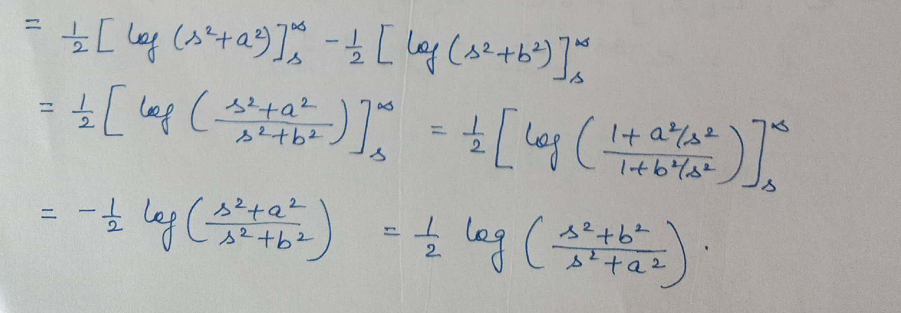 = 1/2 [ log (s²+a²) ]_s^∞ - 1/2 [ log (s²+b²) ]_s^∞
= 1/2 [ log ( (s²+a²)/(s²+b²) ) ]_s^∞ = 1/2 [ log ( (1+a²/s²)/(1+b²/s²) ) ]_s^∞
= -1/2 log ( (s²+a²)/(s²+b²) ) = 1/2 log ( (s²+b²)/(s²+a²) ).